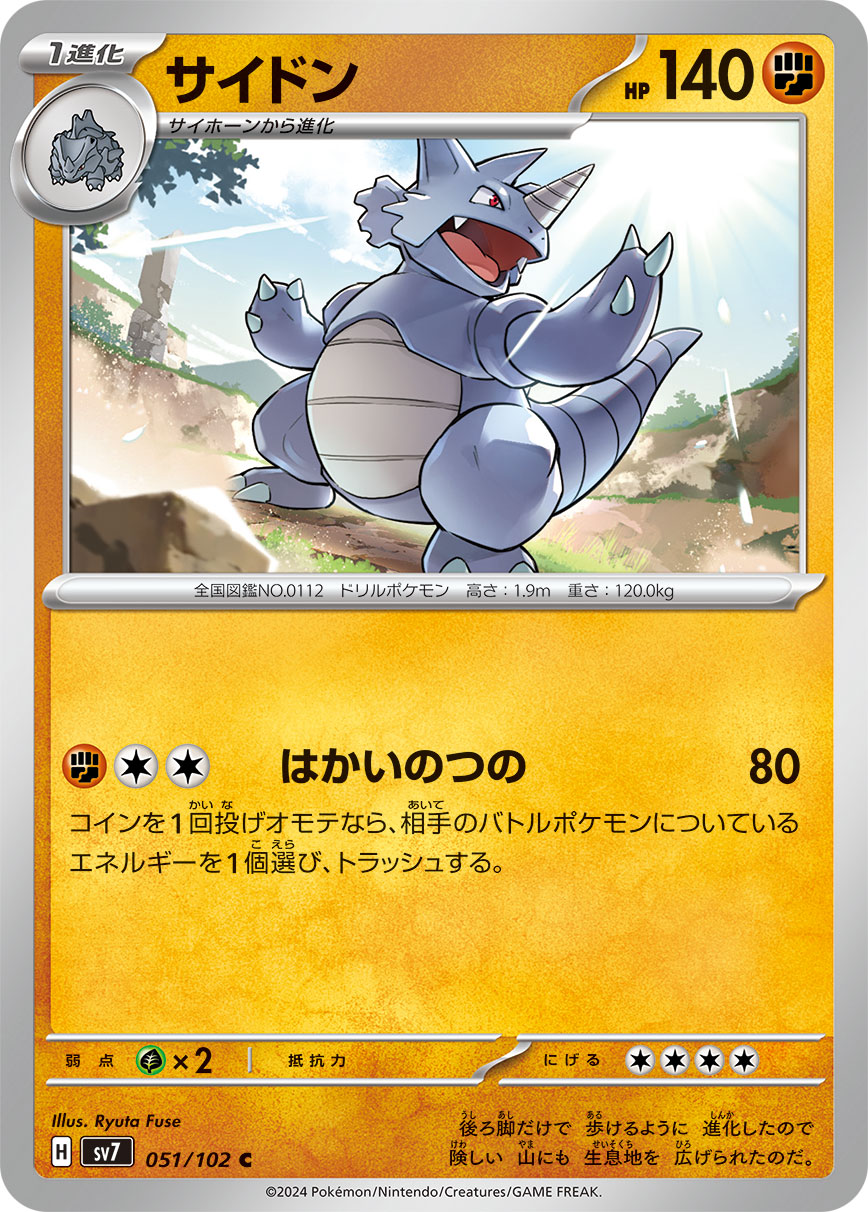 1進化
サイドン
HP 140
サイホーンから進化
全国図鑑NO.0112 ドリルポケモン 高さ：1.9m 重さ：120.0kg
はかいのつの 80
コインを1回投げオモテなら、相手のバトルポケモンについている
エネルギーを1個選び、トラッシュする。
弱点 ×2 抵抗力 にげる
Illus. Ryuta Fuse
後ろ脚だけで 歩けるように 進化したので
険しい 山にも 生息地を 広げられたのだ。
H sv7 051/102 C
©2024 Pokémon/Nintendo/Creatures/GAME FREAK.